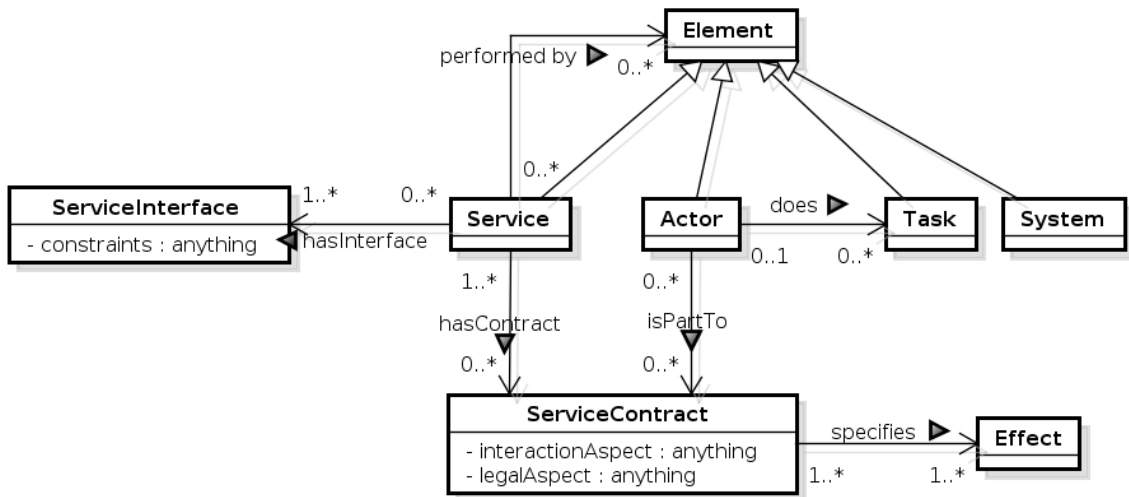 Element
performed by
0..*
0..*
ServiceInterface
- constraints : anything
1..*
0..*
hasInterface
Service
Actor
does
0..1
0..*
Task
System
1..*
hasContract
0..*
0..*
isPartTo
0..*
ServiceContract
- interactionAspect : anything
- legalAspect : anything
specifies
1..*
1..*
Effect